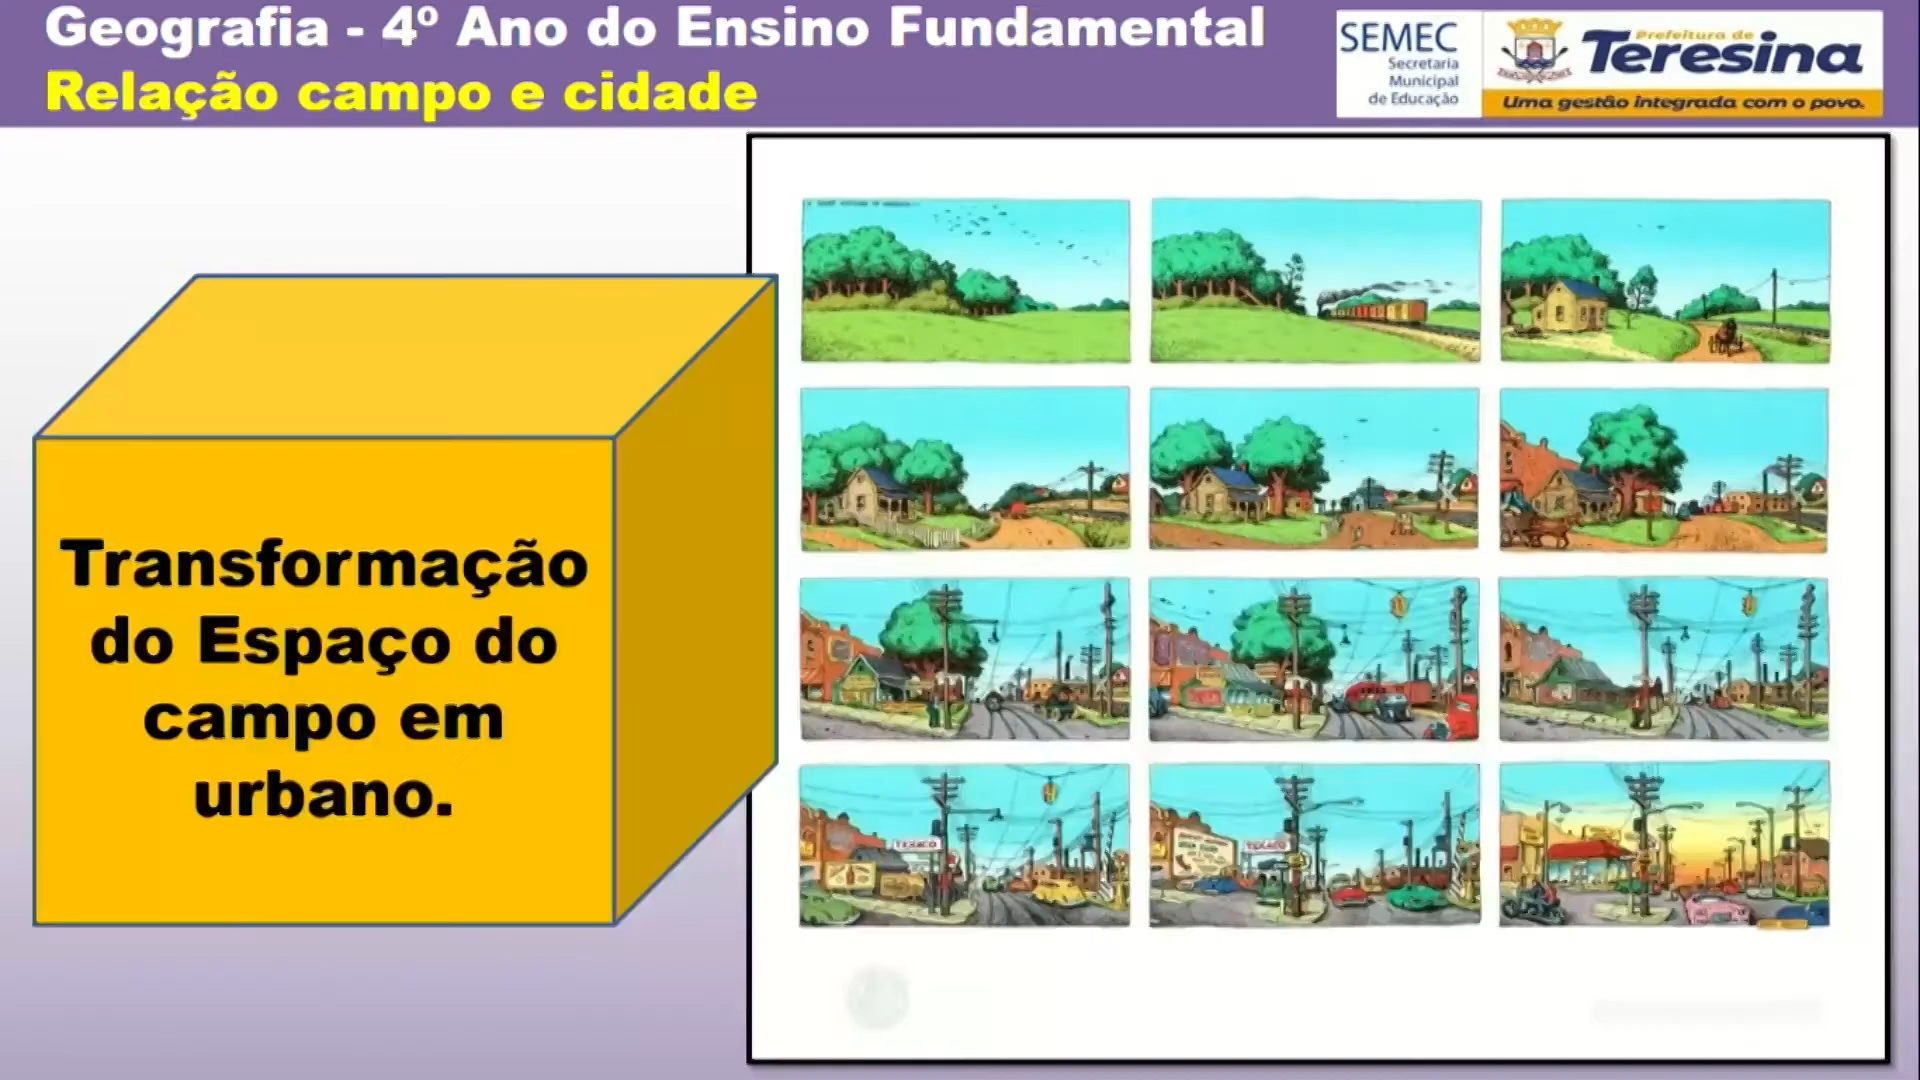 Geografia - 4º Ano do Ensino Fundamental
Relação campo e cidade
SEMEC
Secretaria
Municipal
de Educação
Prefeitura de
Teresina
Uma gestão integrada com o povo.
Transformação
do Espaço do
campo em
urbano.
TEXACO
TEXACO